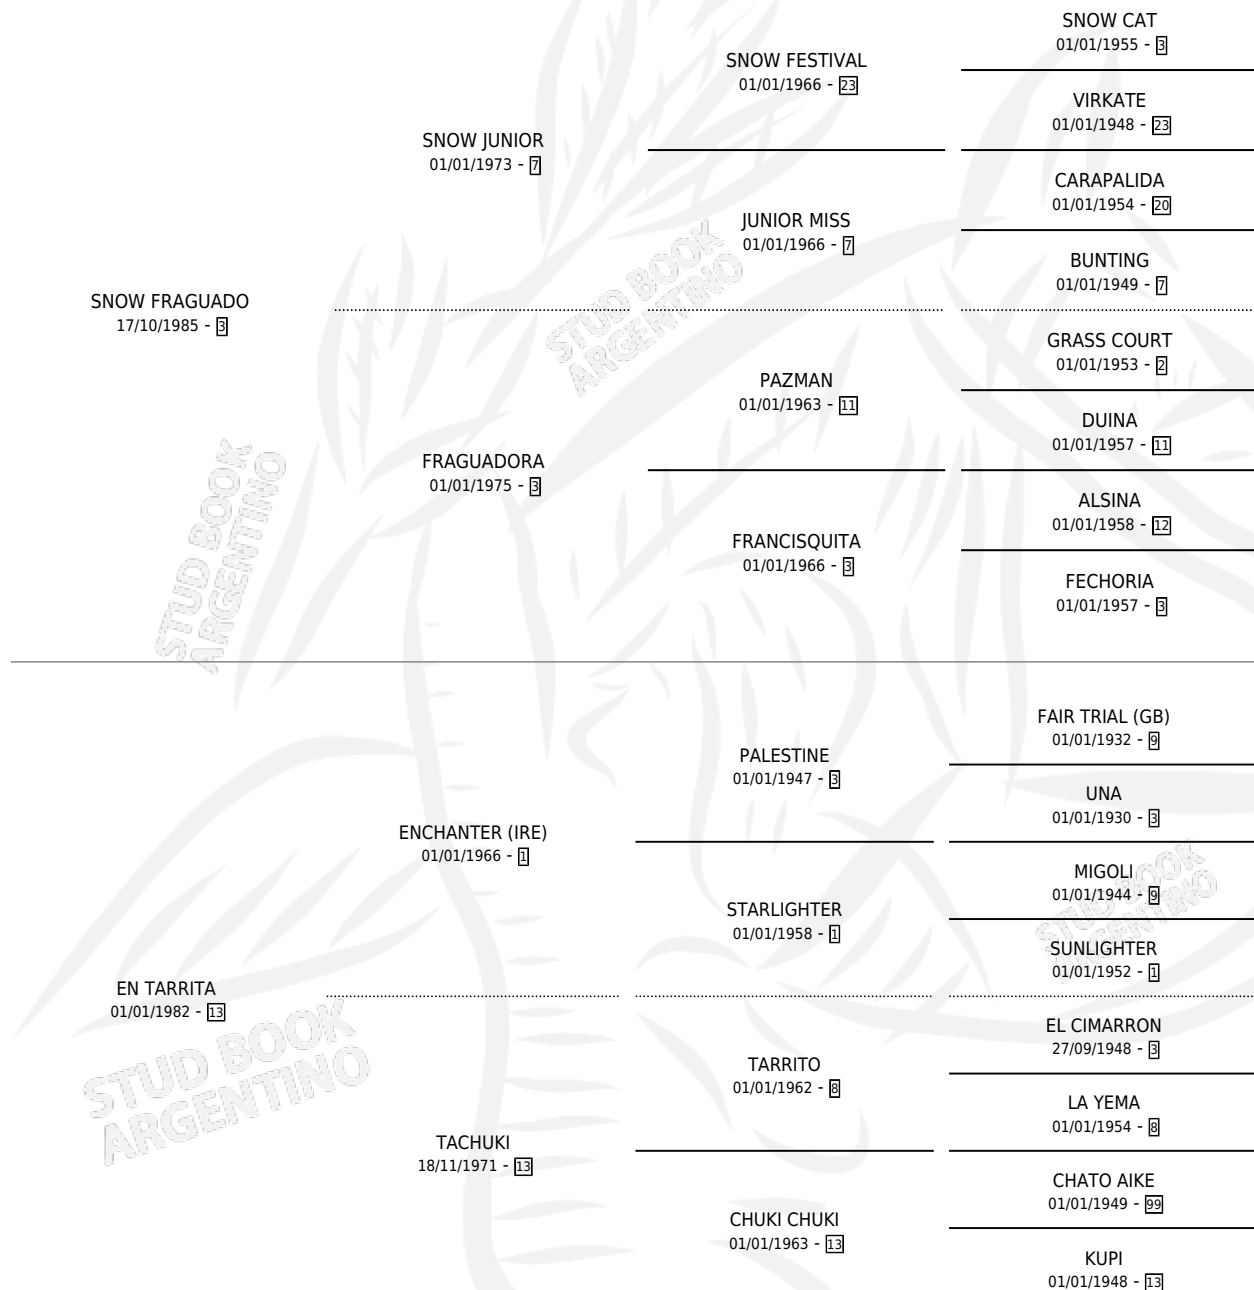 SNOW CAT
01/01/1955 - 3
SNOW FESTIVAL
01/01/1966 - 23
VIRKATE
01/01/1948 - 23
SNOW JUNIOR
01/01/1973 - 7
CARAPALIDA
01/01/1954 - 20
JUNIOR MISS
01/01/1966 - 7
BUNTING
01/01/1949 - 7
SNOW FRAGUADO
17/10/1985 - 3
GRASS COURT
01/01/1953 - 2
PAZMAN
01/01/1963 - 11
DUINA
01/01/1957 - 11
FRAGUADORA
01/01/1975 - 3
ALSINA
01/01/1958 - 12
FRANCISQUITA
01/01/1966 - 3
FECHORIA
01/01/1957 - 3
FAIR TRIAL (GB)
01/01/1932 - 9
PALESTINE
01/01/1947 - 3
UNA
01/01/1930 - 3
ENCHANTER (IRE)
01/01/1966 - 1
MIGOLI
01/01/1944 - 9
STARLIGHTER
01/01/1958 - 1
SUNLIGHTER
01/01/1952 - 1
EN TARRITA
01/01/1982 - 13
EL CIMARRON
27/09/1948 - 3
TARRITO
01/01/1962 - 8
LA YEMA
01/01/1954 - 8
TACHUKI
18/11/1971 - 13
CHATO AIKE
01/01/1949 - 99
CHUKI CHUKI
01/01/1963 - 13
KUPI
01/01/1948 - 13
STUD BOOK
ARGENTINO
STUD BOOK
ARGENTINO
STUD BOOK
ARGENTINO
STUD BOOK
ARGENTINO